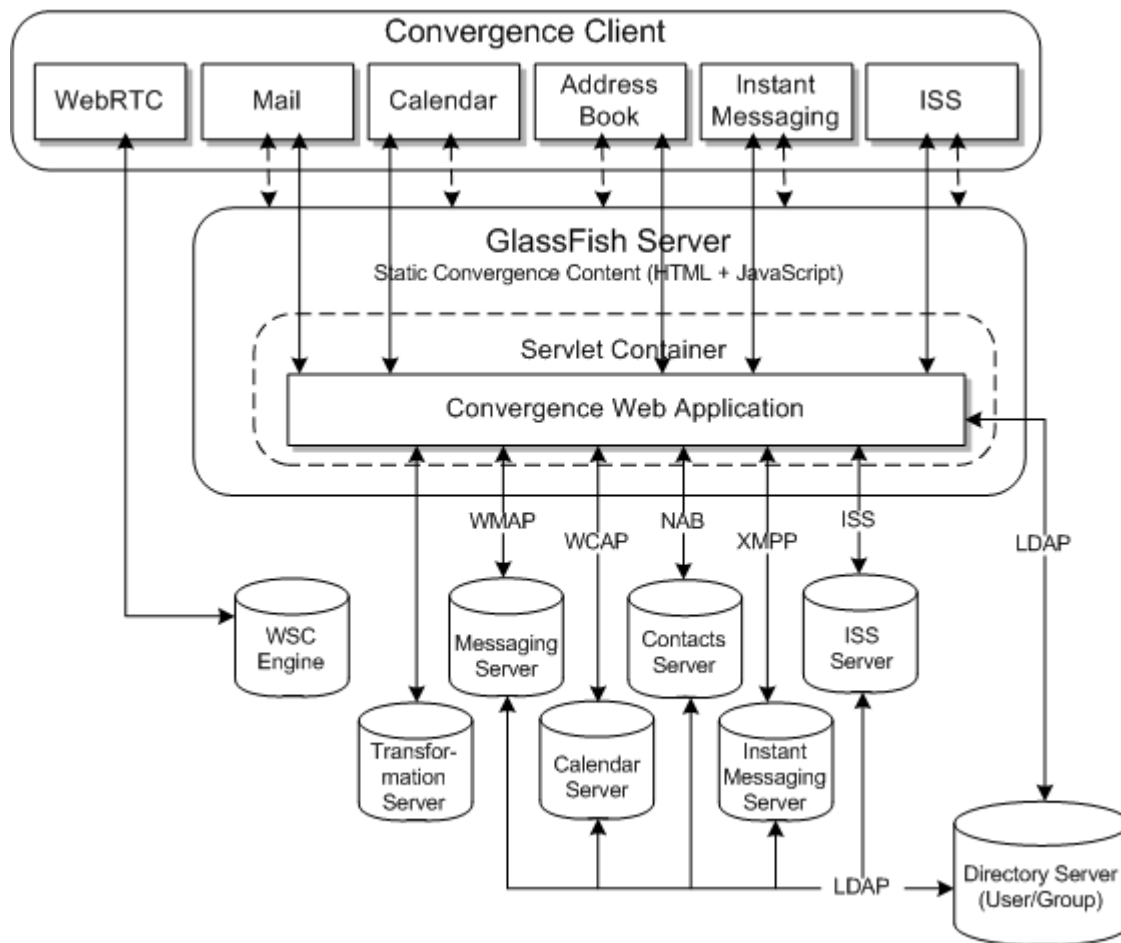 Convergence Client
WebRTC
Mail
Calendar
Address
Book
Instant
Messaging
ISS
GlassFish Server
Static Convergence Content (HTML + JavaScript)
Servlet Container
Convergence Web Application
WMAP
WCAP
NAB
XMPP
ISS
LDAP
WSC
Engine
Messaging
Server
Contacts
Server
ISS
Server
Transfor-
mation
Server
Calendar
Server
Instant
Messaging
Server
LDAP
Directory Server
(User/Group)